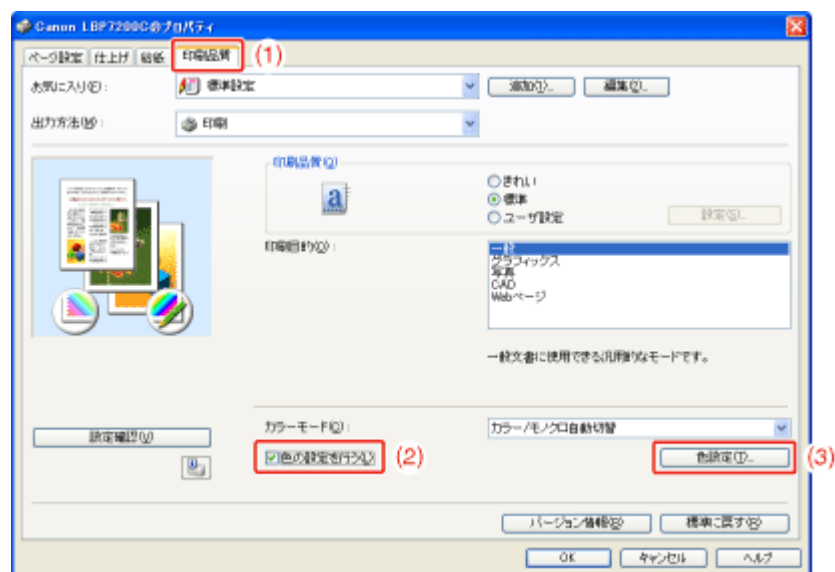 Canon LBP7200Cのプロパティ
ページ設定 仕上げ 給紙 印刷品質 (1)
お気に入り(F): 標準設定 追加(1)... 編集(2)...
出力方法(M): 印刷
印刷品質(Q)
きれい
標準
ユーザ設定 設定(S)...
印刷目的(O):
一般
グラフィックス
写真
CAD
Webページ
一般文書に使用できる汎用的なモードです。
設定確認(V)
カラーモード(C): カラー/モノクロ自動切替
色の設定を行う(L) (2) 色設定(T)... (3)
バージョン情報(B) 標準に戻す(R)
OK キャンセル ヘルプ